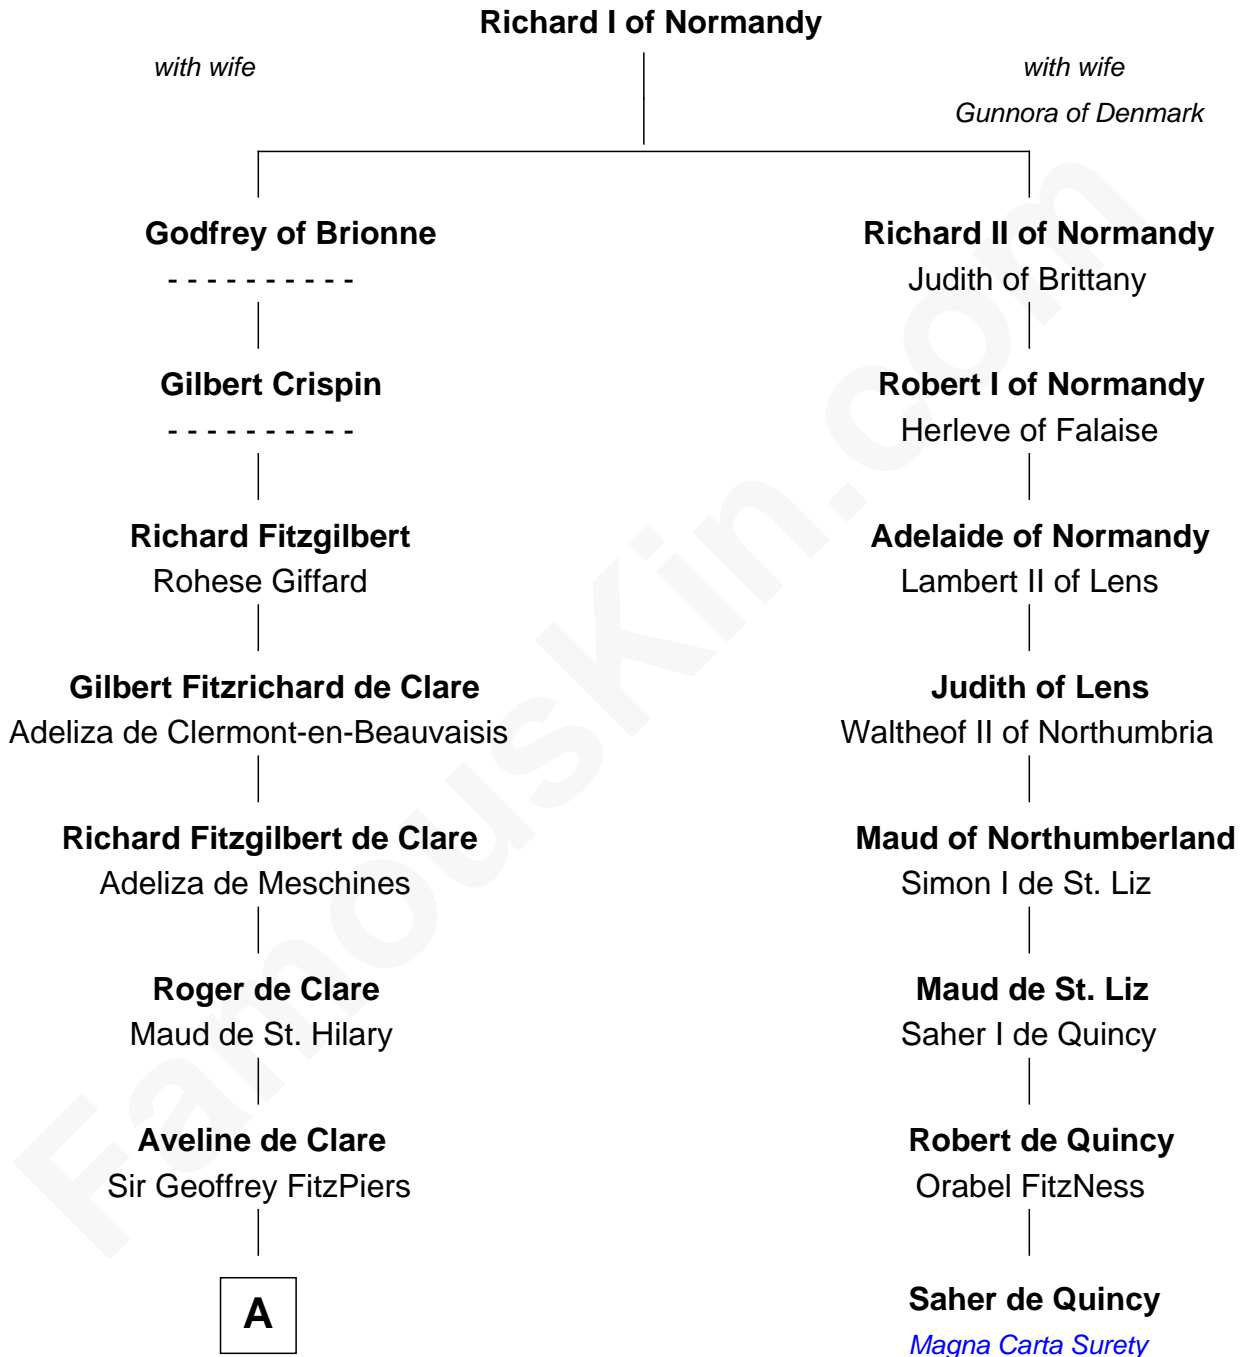 Richard I of Normandy
with wife
with wife
Gunnora of Denmark
Godfrey of Brionne
- - - - - - - - - -
Gilbert Crispin
- - - - - - - - - -
Richard Fitzgilbert
Rohese Giffard
Gilbert Fitzrichard de Clare
Adeliza de Clermont-en-Beauvaisis
Richard Fitzgilbert de Clare
Adeliza de Meschines
Roger de Clare
Maud de St. Hilary
Aveline de Clare
Sir Geoffrey FitzPiers
A
Richard II of Normandy
Judith of Brittany
Robert I of Normandy
Herleve of Falaise
Adelaide of Normandy
Lambert II of Lens
Judith of Lens
Waltheof II of Northumbria
Maud of Northumberland
Simon I de St. Liz
Maud de St. Liz
Saher I de Quincy
Robert de Quincy
Orabel FitzNess
Saher de Quincy
Magna Carta Surety
FamousKin.com